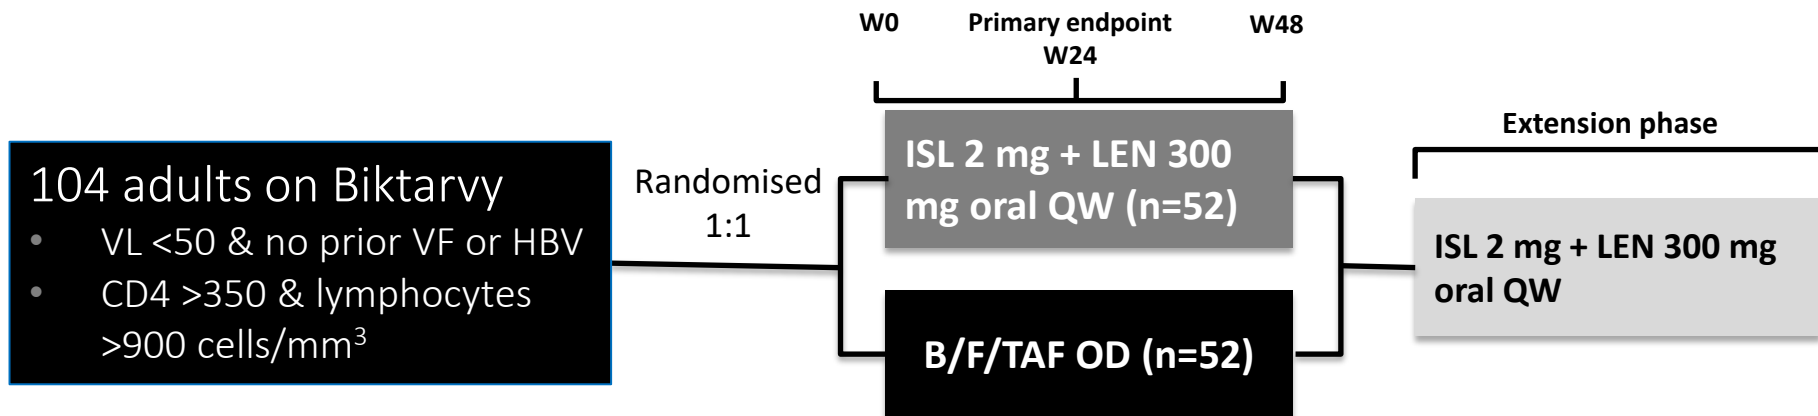 W0
Primary endpoint
W24
W48
Extension phase
104 adults on Biktarvy
• VL <50 & no prior VF or HBV
• CD4 >350 & lymphocytes
>900 cells/mm³
Randomised
1:1
ISL 2 mg + LEN 300
mg oral QW (n=52)
B/F/TAF OD (n=52)
ISL 2 mg + LEN 300 mg
oral QW